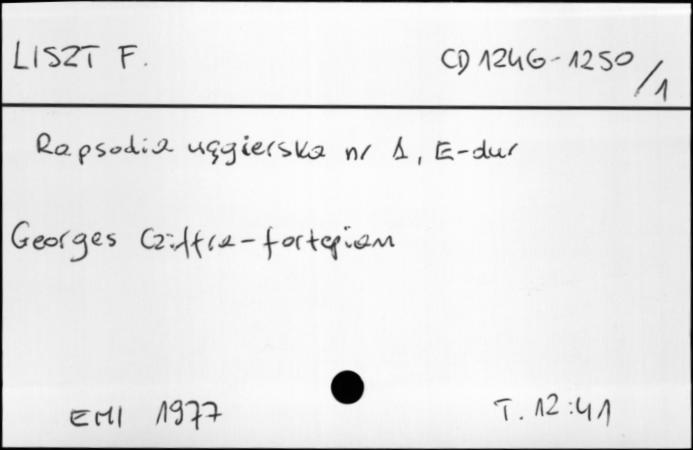 LISZT F. CD 1246-1250/1
Rapsodia węgierska nr 1, E-dur
Georges Cziffra - fortepian
EMI 1977 T. 12:41